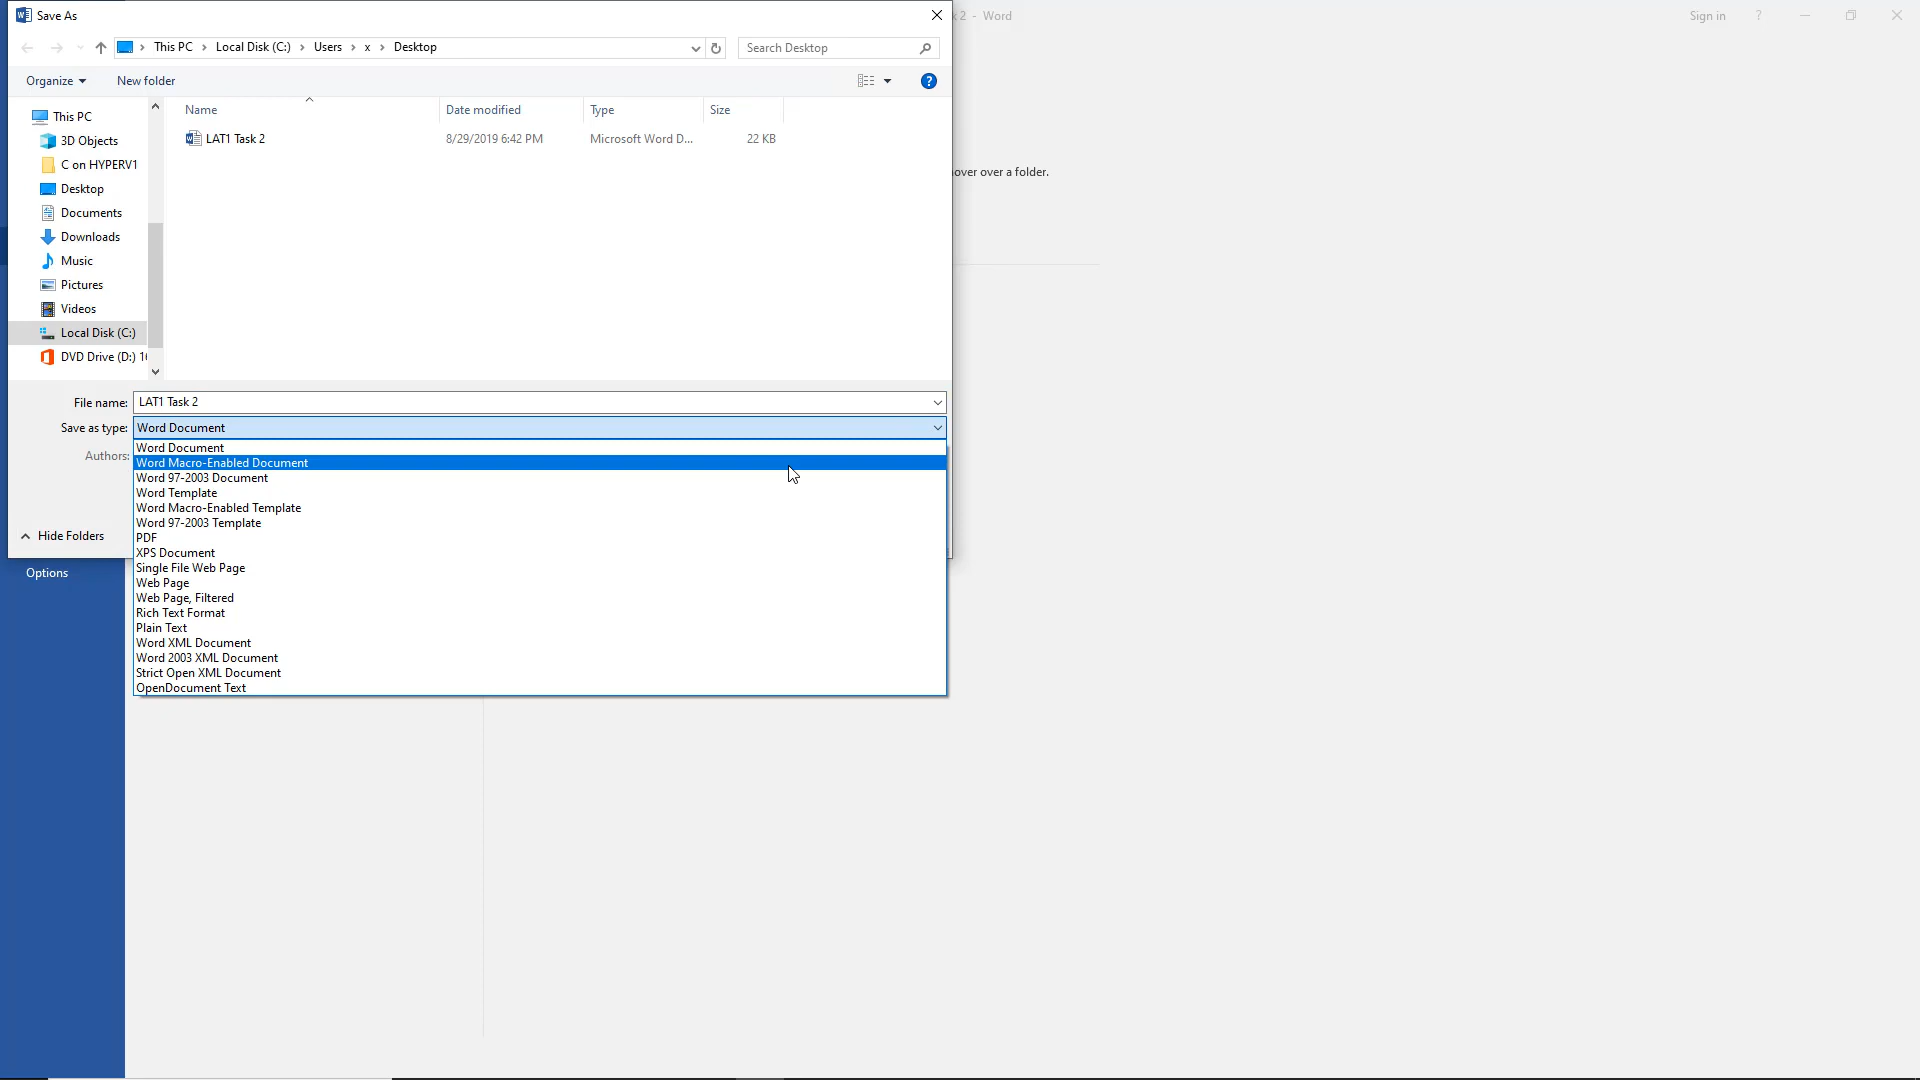 Save As
2 - Word
Sign in
?
This PC
Local Disk (C:)
Users
x
Desktop
Search Desktop
Organize
New folder
?
This PC
3D Objects
C on HYPERV1
Desktop
Documents
Downloads
Music
Pictures
Videos
Local Disk (C:)
DVD Drive (D:) 1
Name
Date modified
Type
Size
LAT1 Task 2
8/29/2019 6:42 PM
Microsoft Word D...
22 KB
over over a folder.
File name:
LAT1 Task 2
Save as type:
Word Document
Authors:
Word Document
Word Macro-Enabled Document
Word 97-2003 Document
Word Template
Word Macro-Enabled Template
Word 97-2003 Template
PDF
XPS Document
Single File Web Page
Web Page
Web Page, Filtered
Rich Text Format
Plain Text
Word XML Document
Word 2003 XML Document
Strict Open XML Document
OpenDocument Text
Hide Folders
Options